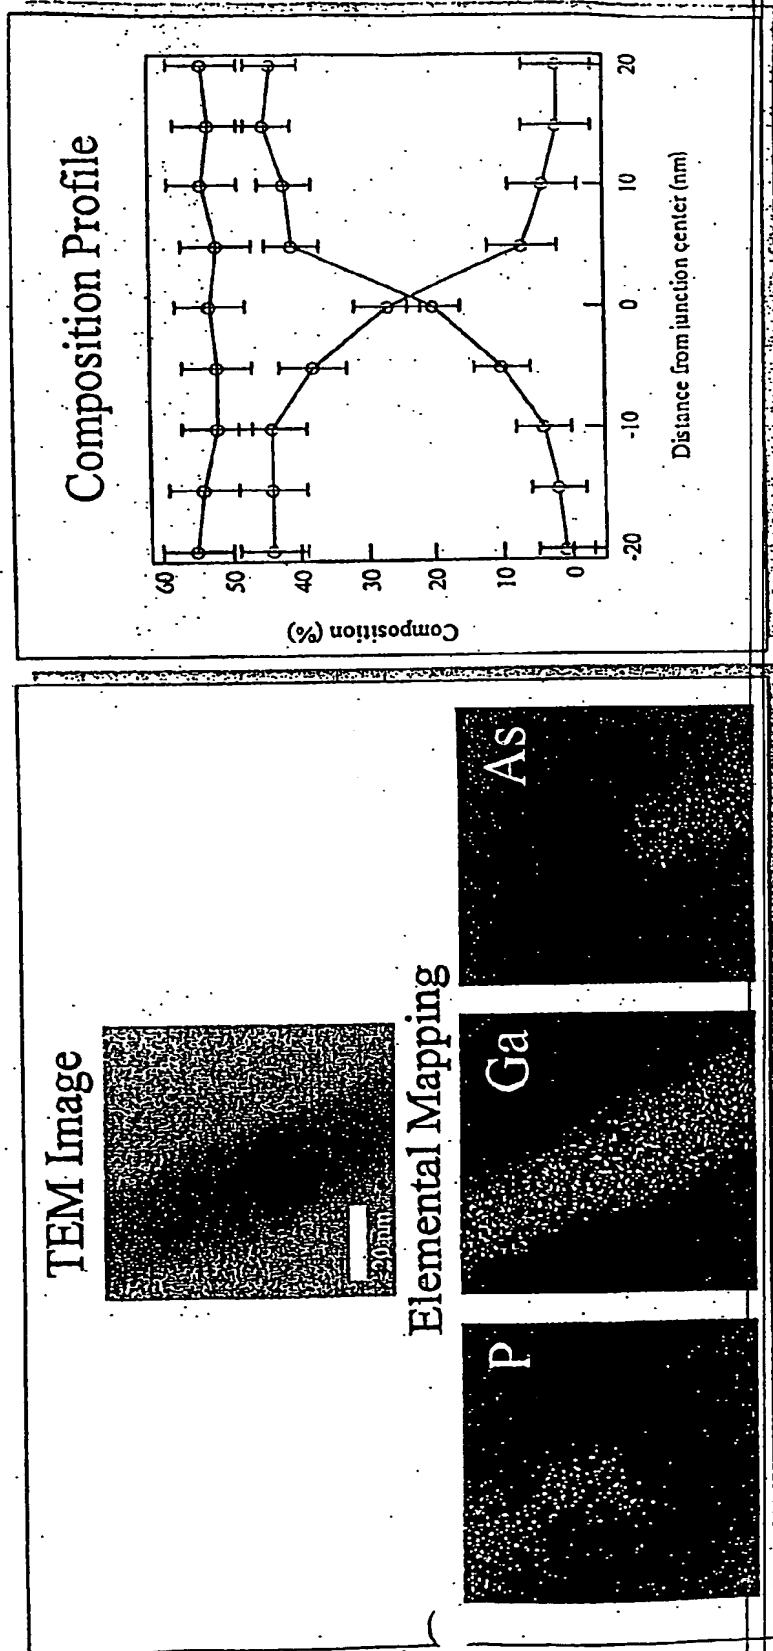 TEM Image
20 nm
Elemental Mapping
P
Ga
As
Composition Profile
Composition (%)
60
50
40
30
20
10
0
-20
-10
0
10
20
Distance from junction center (nm)